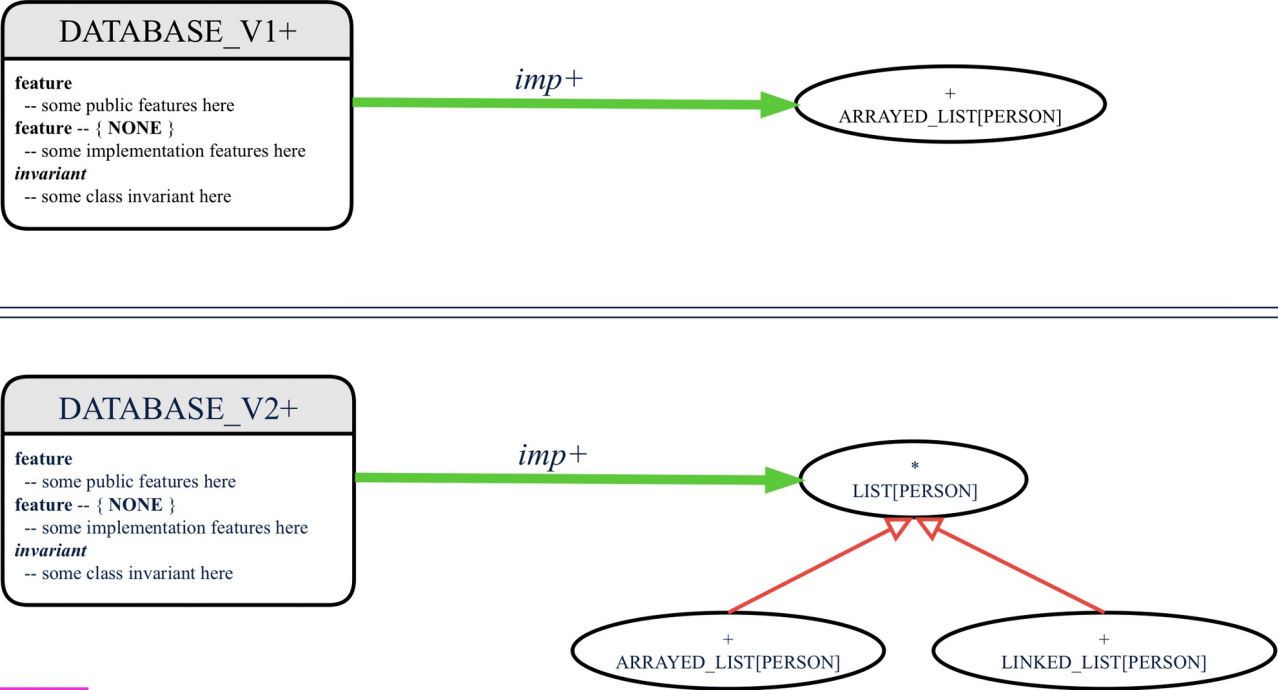 DATABASE_V1+
feature
-- some public features here
feature -- { NONE }
-- some implementation features here
invariant
-- some class invariant here
imp+
+
ARRAYED_LIST[PERSON]
DATABASE_V2+
feature
-- some public features here
feature -- { NONE }
-- some implementation features here
invariant
-- some class invariant here
imp+
*
LIST[PERSON]
+
ARRAYED_LIST[PERSON]
+
LINKED_LIST[PERSON]